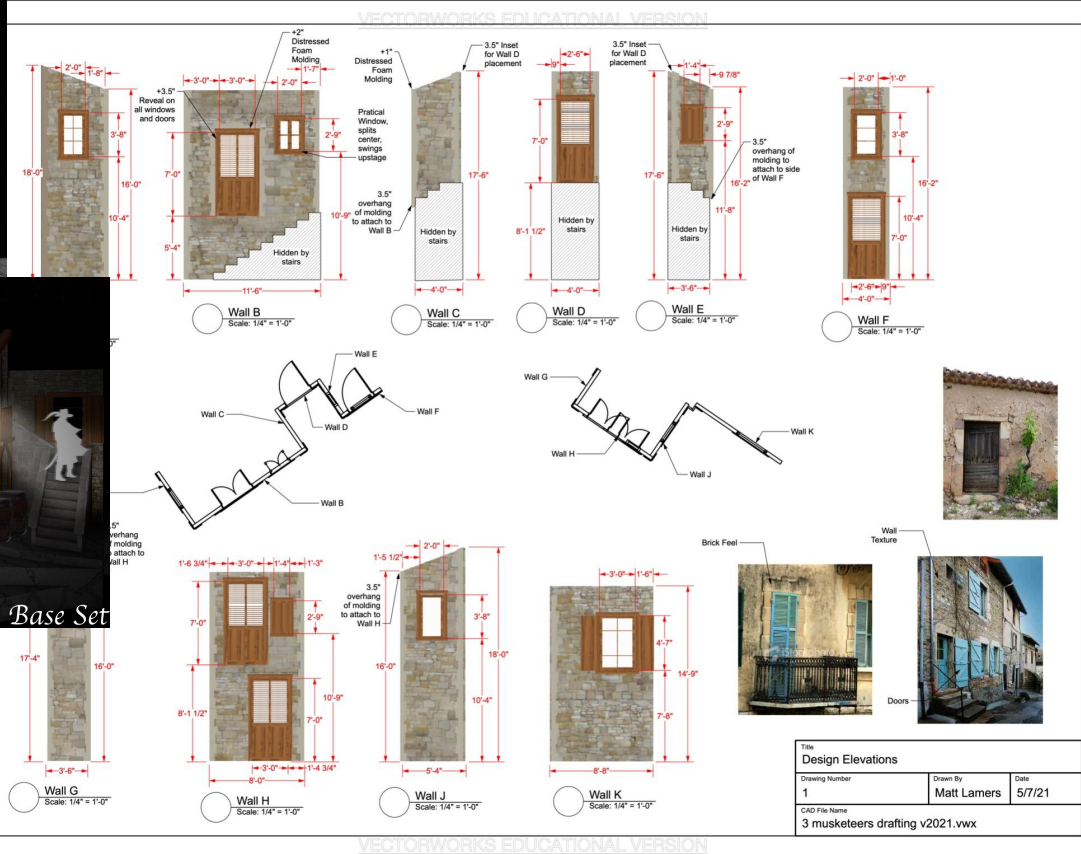 VECTORWORKS EDUCATIONAL VERSION
2'-0"
1'-8"
3'-8"
18'-0"
16'-0"
10'-4"
+2"
Distressed
Foam
Molding
3'-0"
3'-0"
1'-7"
2'-0"
+3.5"
Reveal on
all windows
and doors
2'-9"
7'-0"
5'-4"
10'-9"
Hidden by
stairs
11'-6"
Wall B
Scale: 1/4" = 1'-0"
Pratical
Window,
splits
center,
swings
upstage
+1"
Distressed
Foam
Molding
3.5" Inset
for Wall D
placement
3.5"
overhang
of molding
to attach to
Wall B
17'-6"
Hidden by
stairs
4'-0"
Wall C
Scale: 1/4" = 1'-0"
2'-6"
9"
7'-0"
8'-1 1/2"
Hidden by
stairs
4'-0"
Wall D
Scale: 1/4" = 1'-0"
3.5" Inset
for Wall D
placement
1'-4"
9 7/8"
2'-9"
17'-6"
16'-2"
11'-8"
3.5"
overhang of
molding to
attach to side
of Wall F
Hidden by
stairs
3'-6"
Wall E
Scale: 1/4" = 1'-0"
2'-0"
1'-0"
3'-8"
16'-2"
10'-4"
7'-0"
2'-6"
9"
4'-0"
Wall F
Scale: 1/4" = 1'-0"
Wall E
Wall C
Wall F
Wall D
Wall B
Wall G
Wall H
Wall J
Wall K
.5"
verhang
f molding
attach to
Wall H
Base Set
17'-4"
16'-0"
3'-6"
Wall G
Scale: 1/4" = 1'-0"
1'-6 3/4"
3'-0"
1'-4"
1'-3"
7'-0"
2'-9"
8'-1 1/2"
10'-9"
7'-0"
3'-0"
1'-4 3/4"
8'-0"
Wall H
Scale: 1/4" = 1'-0"
2'-0"
1'-5 1/2"
3.5"
overhang
of molding
to attach to
Wall H
3'-8"
16'-0"
18'-0"
10'-4"
5'-4"
Wall J
Scale: 1/4" = 1'-0"
3'-0"
1'-6"
4'-7"
14'-9"
7'-8"
8'-8"
Wall K
Scale: 1/4" = 1'-0"
Brick Feel
Wall
Texture
Doors
Title
Design Elevations
Drawing Number
1
Drawn By
Matt Lamers
Date
5/7/21
CAD File Name
3 musketeers drafting v2021.vwx
VECTORWORKS EDUCATIONAL VERSION